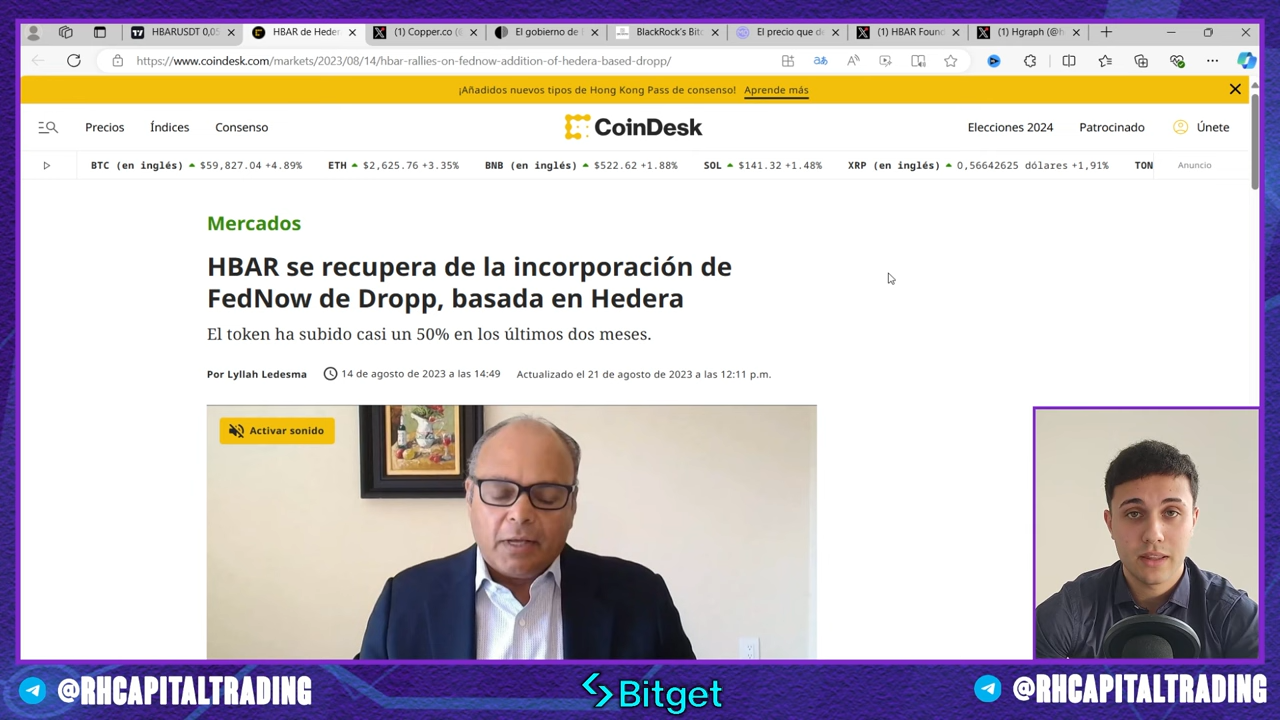 HBARUSDT 0,05
HBAR de Heder
(1) Copper.co (
El gobierno de
BlackRock's Bitc
El precio que de
(1) HBAR Foun
(1) Hgraph (@h
https://www.coindesk.com/markets/2023/08/14/hbar-rallies-on-fednow-addition-of-hedera-based-dropp/
¡Añadidos nuevos tipos de Hong Kong Pass de consenso! Aprende más
Precios Índices Consenso
CoinDesk
Elecciones 2024 Patrocinado Únete
BTC (en inglés) $59,827.04 +4.89% ETH $2,625.76 +3.35% BNB (en inglés) $522.62 +1.88% SOL $141.32 +1.48% XRP (en inglés) 0,56642625 dólares +1,91% TON
Anuncio
Mercados
HBAR se recupera de la incorporación de
FedNow de Dropp, basada en Hedera
El token ha subido casi un 50% en los últimos dos meses.
Por Lyllah Ledesma 14 de agosto de 2023 a las 14:49 Actualizado el 21 de agosto de 2023 a las 12:11 p.m.
Activar sonido
@RHCAPITALTRADING
Bitget
@RHCAPITALTRADING